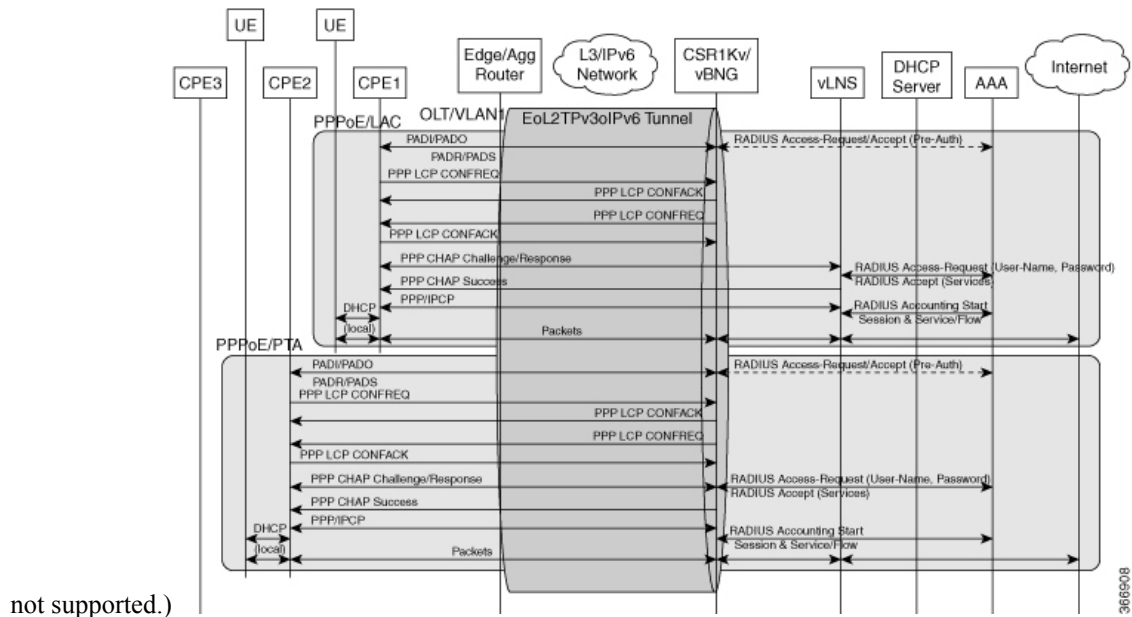 UE
UE
Edge/Agg
Router
L3/IPv6
Network
CSR1Kv/
vBNG
DHCP
Server
Internet
CPE3
CPE2
CPE1
vLNS
AAA
PPPoE/LAC
OLT/VLAN1
EoL2TPv3oIPv6 Tunnel
PADI/PADO
RADIUS Access-Request/Accept (Pre-Auth)
PADR/PADS
PPP LCP CONFREQ
PPP LCP CONFACK
PPP LCP CONFREQ
PPP LCP CONFACK
PPP CHAP Challenge/Response
RADIUS Access-Request (User-Name, Password)
PPP CHAP Success
RADIUS Accept (Services)
PPP/IPCP
RADIUS Accounting Start
DHCP
(local)
Packets
Session & Service/Flow
PPPoE/PTA
PADI/PADO
RADIUS Access-Request/Accept (Pre-Auth)
PADR/PADS
PPP LCP CONFREQ
PPP LCP CONFACK
PPP LCP CONFREQ
PPP LCP CONFACK
PPP CHAP Challenge/Response
RADIUS Access-Request (User-Name, Password)
RADIUS Accept (Services)
PPP CHAP Success
PPP/IPCP
DHCP
(local)
RADIUS Accounting Start
Packets
Session & Service/Flow
366908
not supported.)